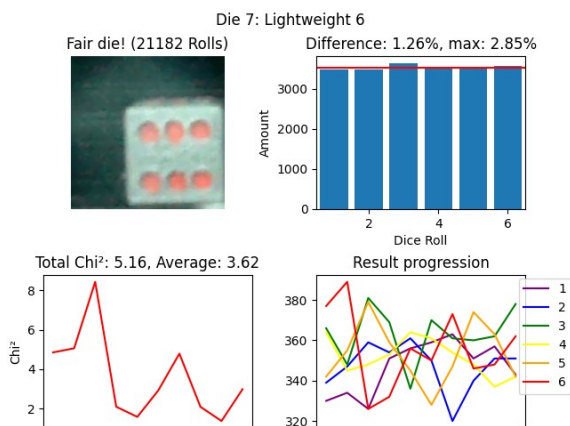 Die 7: Lightweight 6
Fair die! (21182 Rolls)
Difference: 1.26%, max: 2.85%
3000
2000
1000
0
Amount
2
4
6
Dice Roll
Total Chi²: 5.16, Average: 3.62
8
6
4
2
Chi²
Result progression
380
360
340
320
1
2
3
4
5
6